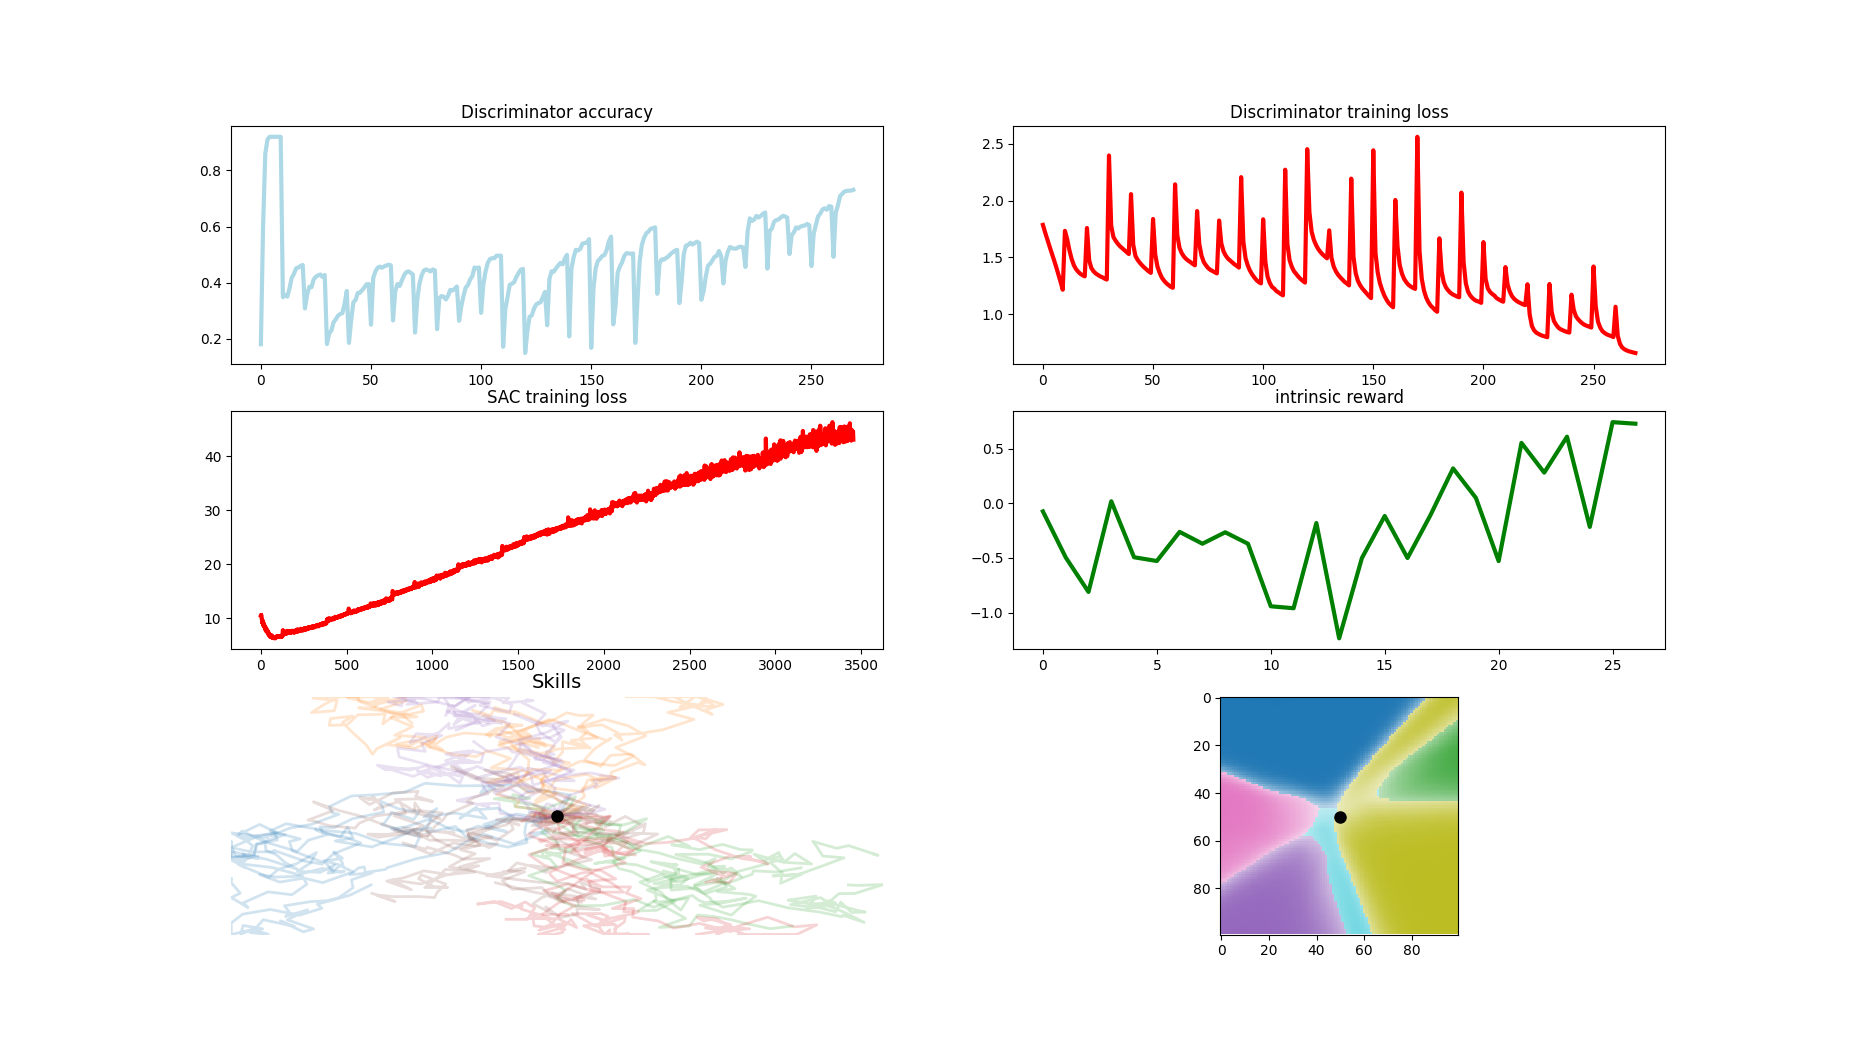 Discriminator accuracy
0.8
0.6
0.4
0.2
0 50 100 150 200 250
Discriminator training loss
2.5
2.0
1.5
1.0
0 50 100 150 200 250
SAC training loss
40
30
20
10
0 500 1000 1500 2000 2500 3000 3500
intrinsic reward
0.5
0.0
−0.5
−1.0
0 5 10 15 20 25
Skills
0
20
40
60
80
0 20 40 60 80